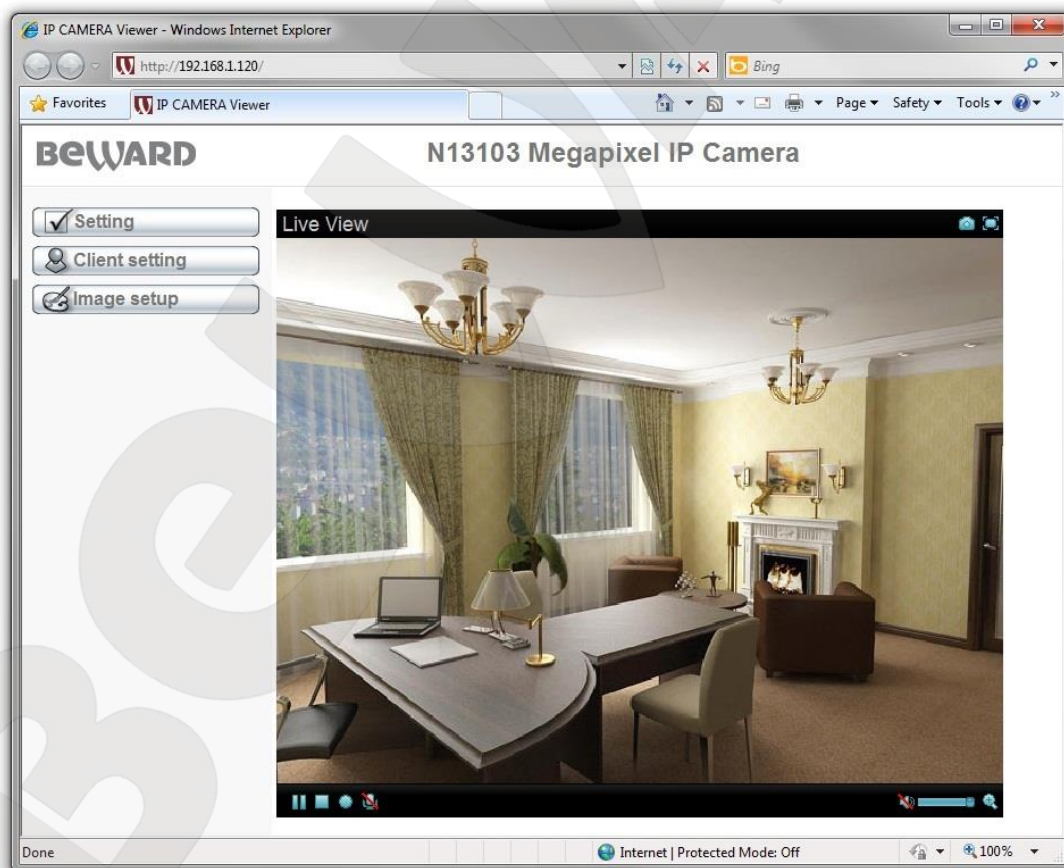 IP CAMERA Viewer - Windows Internet Explorer
http://192.168.1.120/
Bing
Favorites IP CAMERA Viewer Page Safety Tools
BEWARD N13103 Megapixel IP Camera
Setting
Client setting
Image setup
Live View
Done Internet | Protected Mode: Off 100%